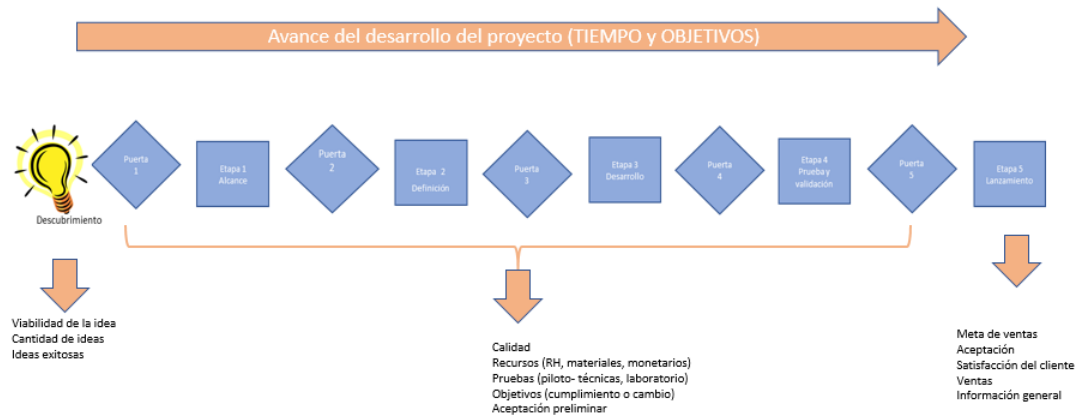 Avance del desarrollo del proyecto (TIEMPO y OBJETIVOS)
Descubrimiento
Puerta
1
Etapa 1
Alcance
Puerta
2
Etapa 2
Definición
Puerta
3
Etapa 3
Desarrollo
Puerta
4
Etapa 4
Prueba y
validación
Puerta
5
Etapa 5
Lanzamiento
Viabilidad de la idea
Cantidad de ideas
Ideas exitosas
Calidad
Recursos (RH, materiales, monetarios)
Pruebas (piloto- técnicas, laboratorio)
Objetivos (cumplimiento o cambio)
Aceptación preliminar
Meta de ventas
Aceptación
Satisfacción del cliente
Ventas
Información general